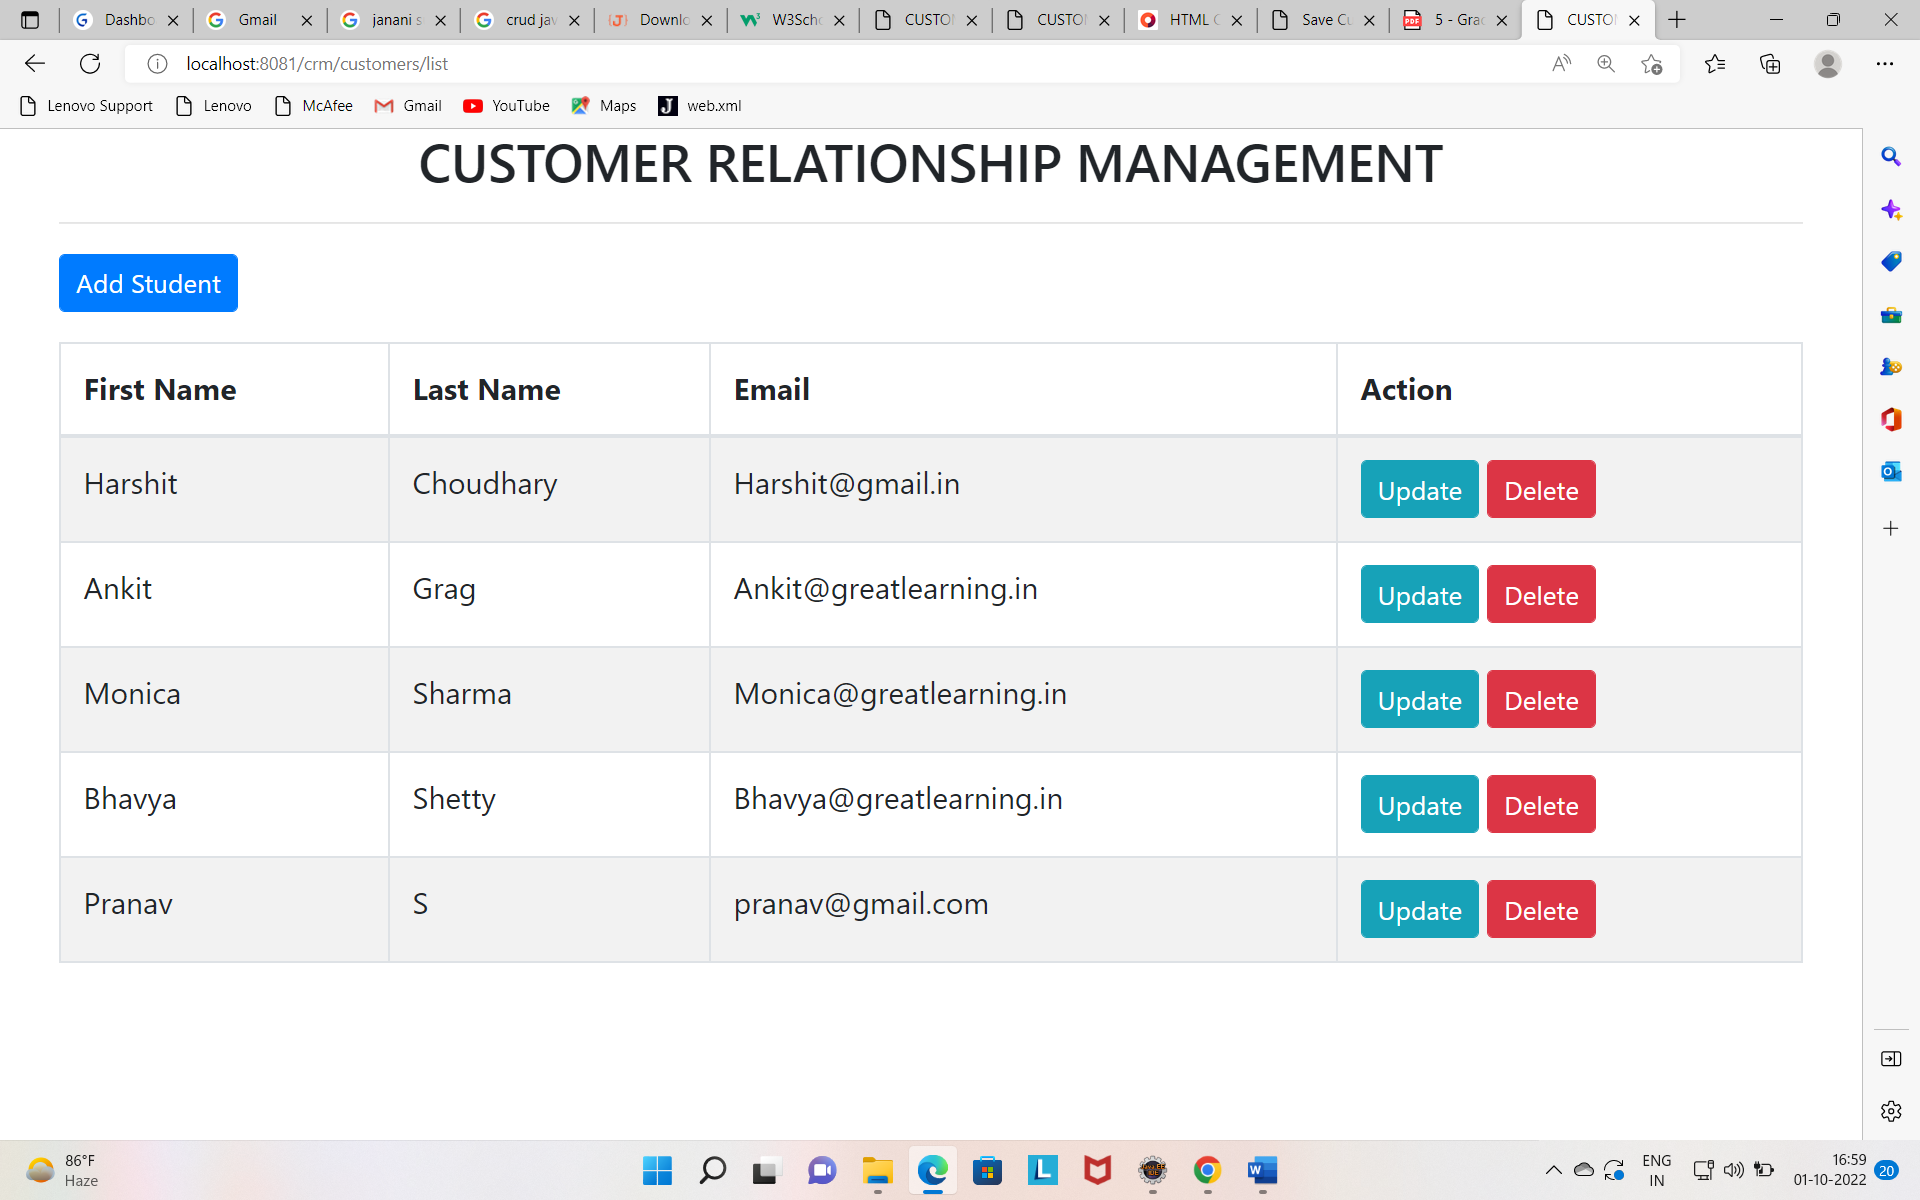 Dashbo Gmail janani s crud jav Downlo W3Scho CUSTO CUSTO HTML C Save Cu 5 - Grad CUSTO
localhost:8081/crm/customers/list
Lenovo Support Lenovo McAfee Gmail YouTube Maps web.xml
CUSTOMER RELATIONSHIP MANAGEMENT
Add Student
First Name Last Name Email Action
Harshit Choudhary Harshit@gmail.in Update Delete
Ankit Grag Ankit@greatlearning.in Update Delete
Monica Sharma Monica@greatlearning.in Update Delete
Bhavya Shetty Bhavya@greatlearning.in Update Delete
Pranav S pranav@gmail.com Update Delete
86°F
Haze
ENG
IN
16:59
01-10-2022
20